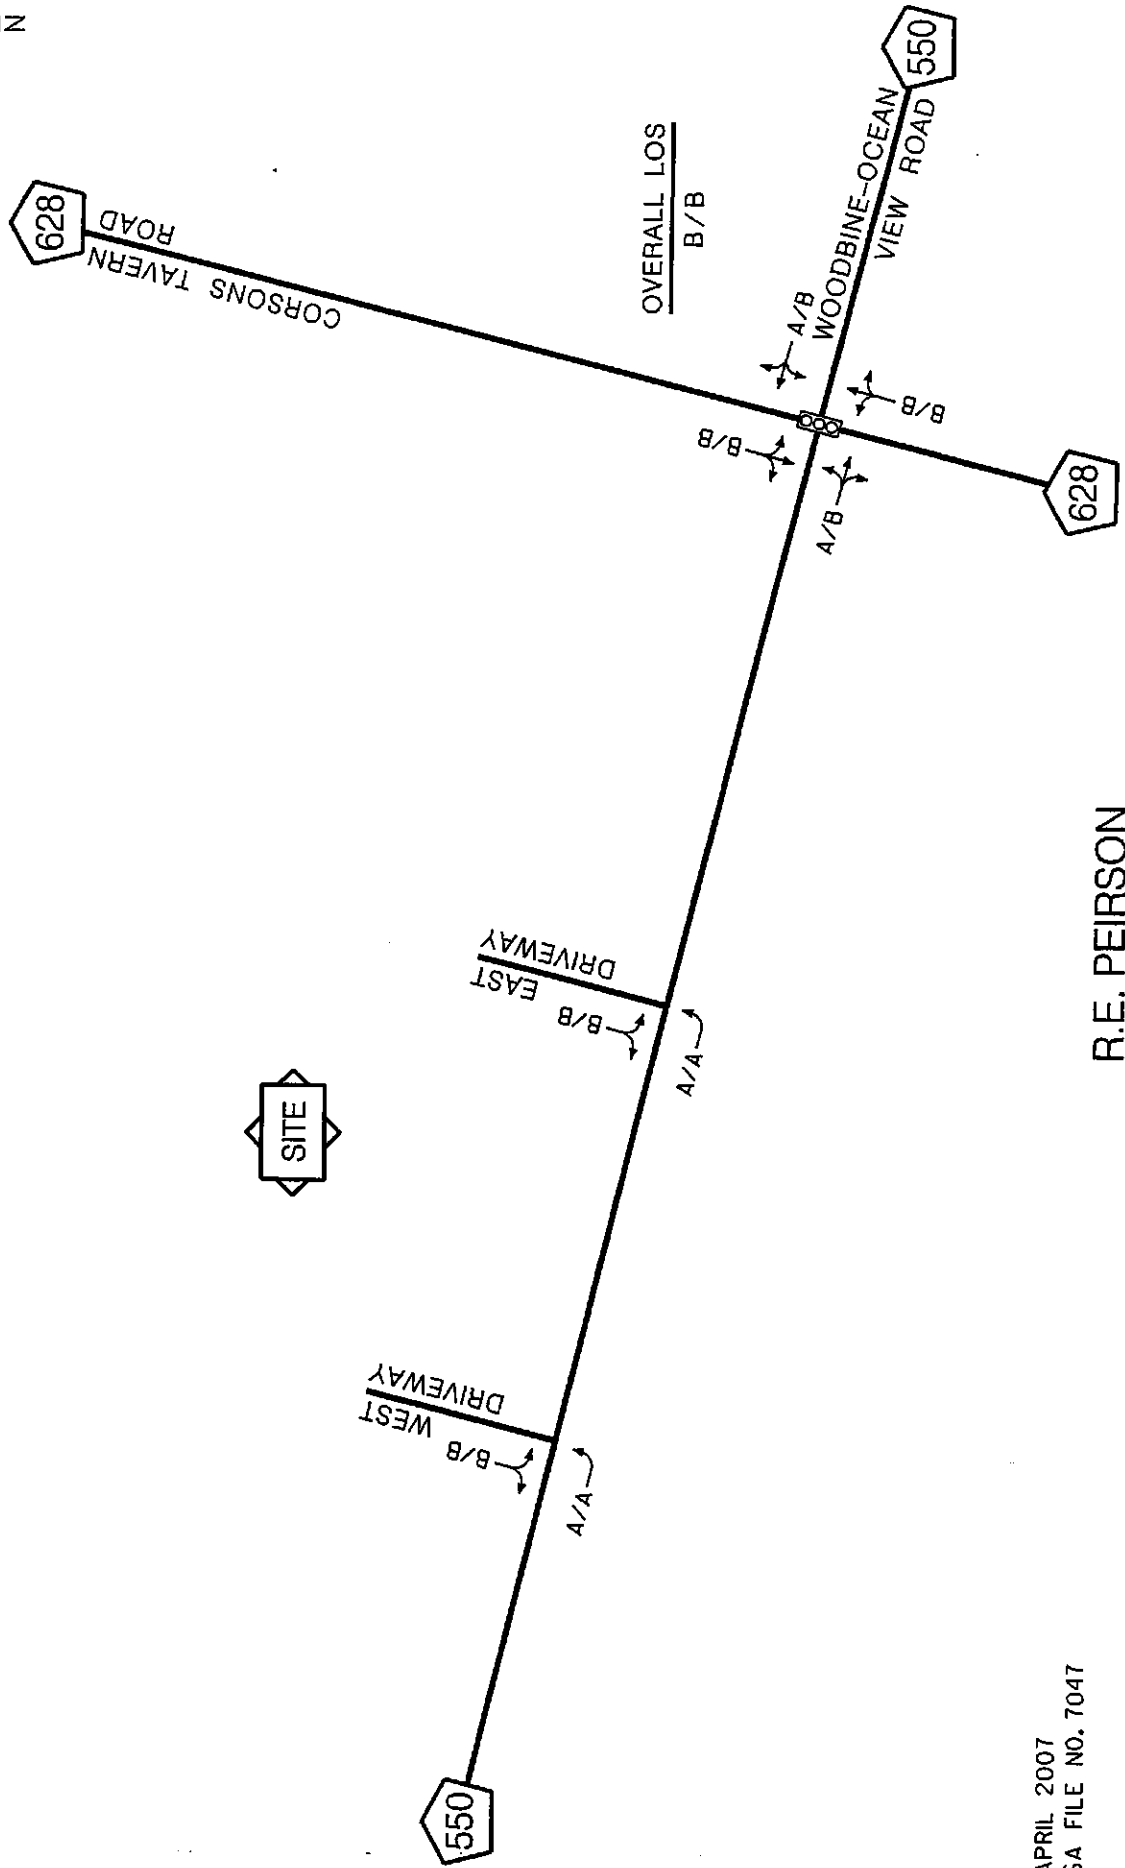 628
CORSONS TAVERN
ROAD
OVERALL LOS
B/B
550
WOODBINE-OCEAN
VIEW ROAD
A/B
B/B
B/B
A/B
628
EAST
DRIVEWAY
B/B
A/A
SITE
WEST
DRIVEWAY
B/B
A/A
550
R.E. PEIRSON
APRIL 2007
SA FILE NO. 7047